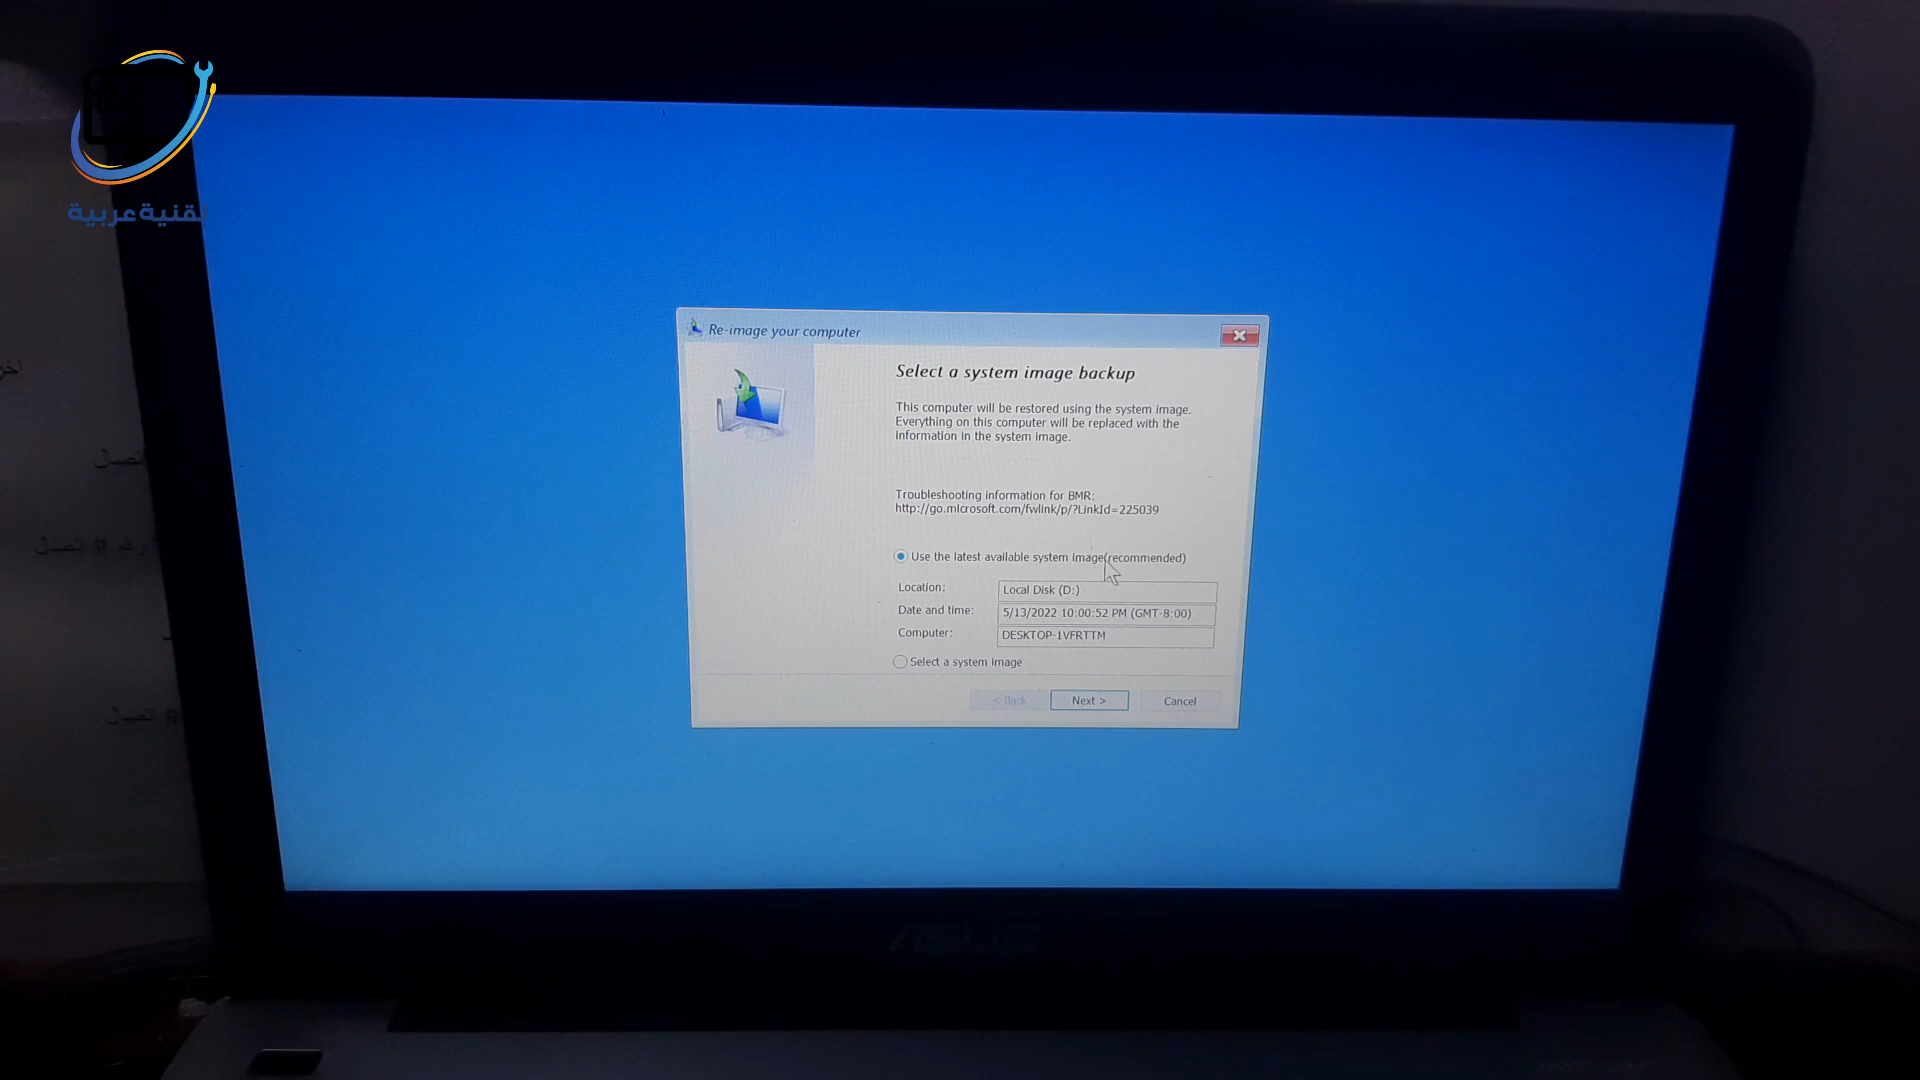 تقنية عربية
Re-image your computer
Select a system image backup
This computer will be restored using the system image.
Everything on this computer will be replaced with the
information in the system image.
Troubleshooting information for BMR:
http://go.microsoft.com/fwlink/p/?LinkId=225039
Use the latest available system image(recommended)
Location: Local Disk (D:)
Date and time: 5/13/2022 10:00:52 PM (GMT-8:00)
Computer: DESKTOP-1VFRTTM
Select a system image
< Back Next > Cancel
ASUS